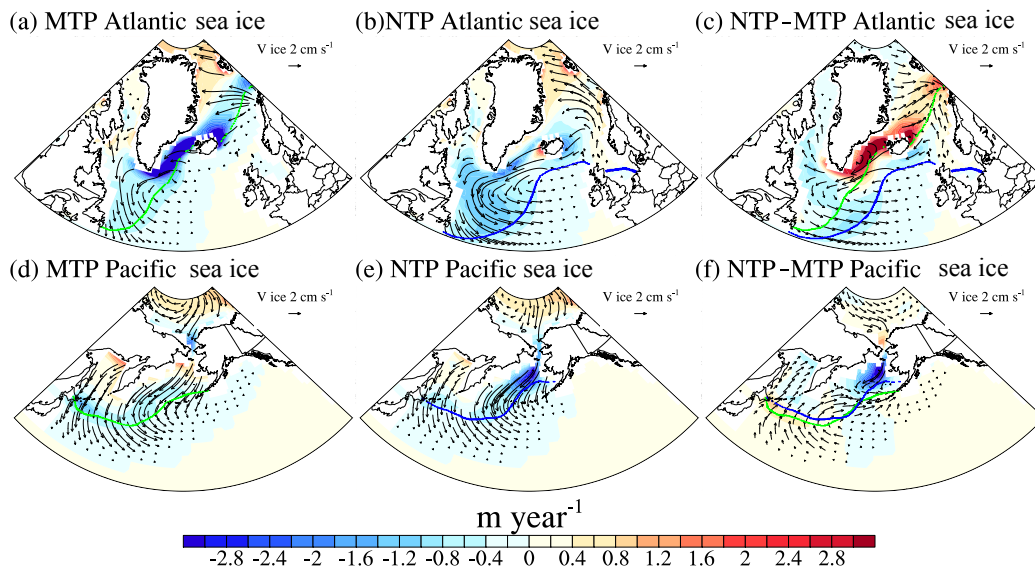 (a) MTP Atlantic sea ice
(b)NTP Atlantic sea ice
(c) NTP-MTP Atlantic sea ice
V ice 2 cm s⁻¹
V ice 2 cm s⁻¹
V ice 2 cm s⁻¹
(d) MTP Pacific sea ice
(e) NTP Pacific sea ice
(f) NTP-MTP Pacific sea ice
V ice 2 cm s⁻¹
V ice 2 cm s⁻¹
V ice 2 cm s⁻¹
m year⁻¹
-2.8 -2.4 -2 -1.6 -1.2 -0.8 -0.4 0 0.4 0.8 1.2 1.6 2 2.4 2.8